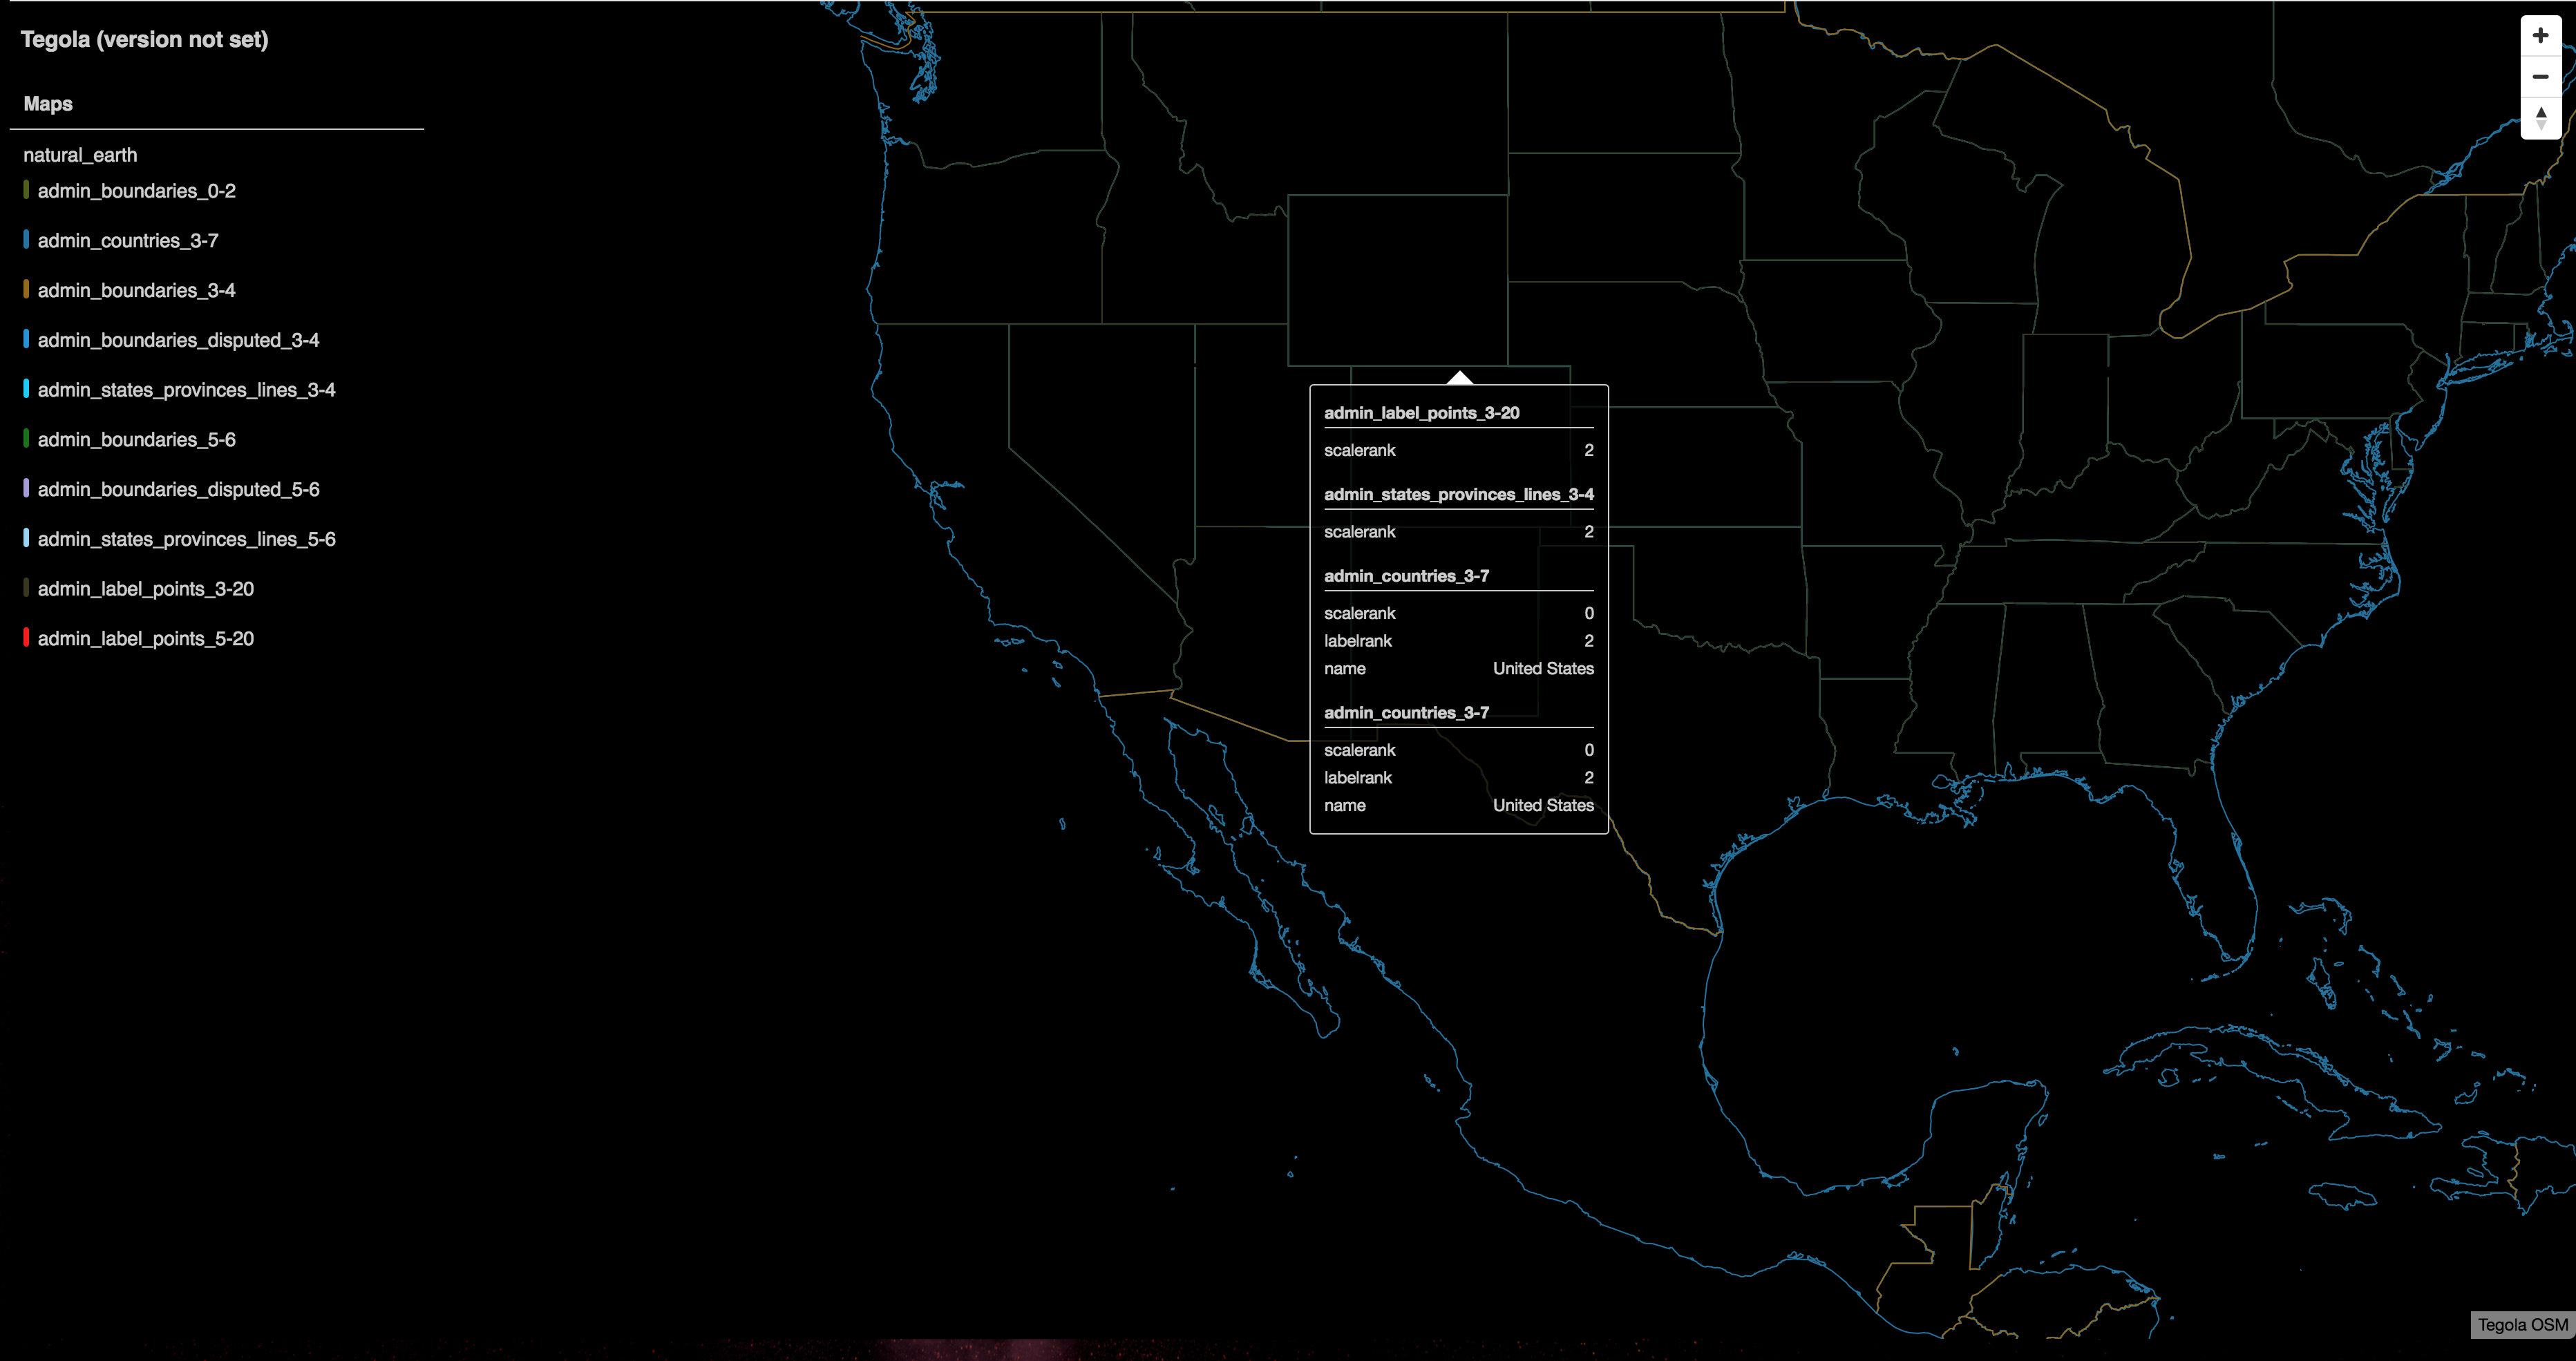 Tegola (version not set)
Maps
natural_earth
admin_boundaries_0-2
admin_countries_3-7
admin_boundaries_3-4
admin_boundaries_disputed_3-4
admin_states_provinces_lines_3-4
admin_boundaries_5-6
admin_boundaries_disputed_5-6
admin_states_provinces_lines_5-6
admin_label_points_3-20
admin_label_points_5-20
admin_label_points_3-20
scalerank 2
admin_states_provinces_lines_3-4
scalerank 2
admin_countries_3-7
scalerank 0
labelrank 2
name United States
admin_countries_3-7
scalerank 0
labelrank 2
name United States
Tegola OSM